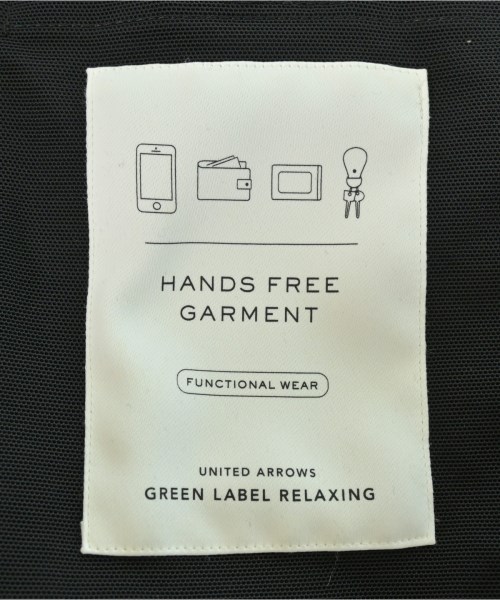 HANDS FREE
GARMENT
FUNCTIONAL WEAR
UNITED ARROWS
GREEN LABEL RELAXING